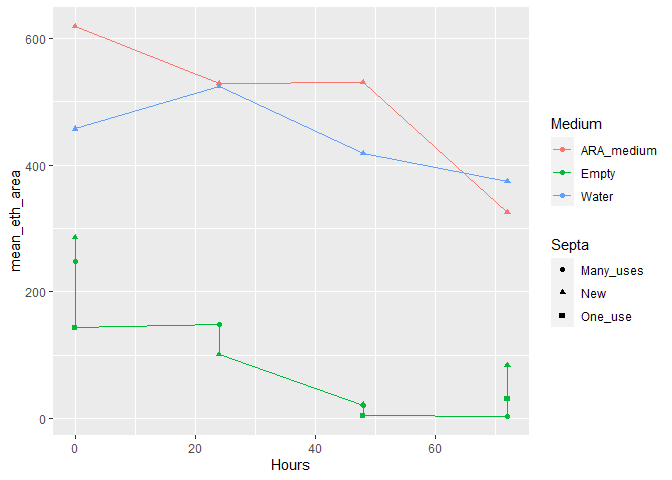 600
400
200
0
mean_eth_area
0
20
40
60
Hours
Medium
ARA_medium
Empty
Water
Septa
Many_uses
New
One_use